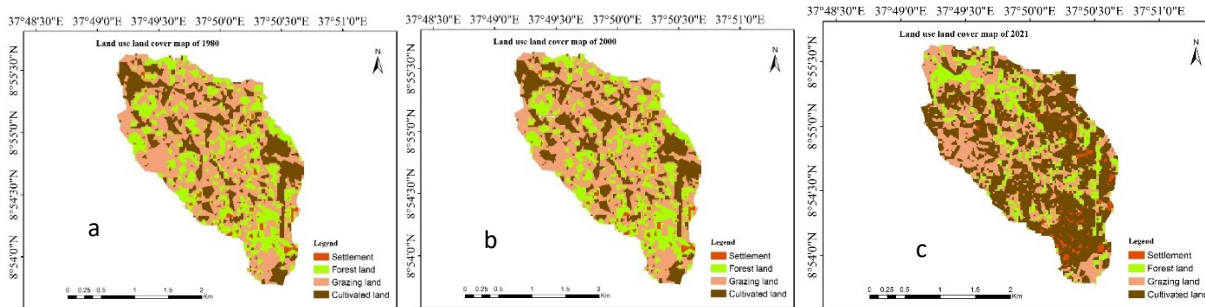 37°48'30"E 37°49'0"E 37°49'30"E 37°50'0"E 37°50'30"E 37°51'0"E
Land use land cover map of 1980
N
8°55'30"N
8°55'0"N
8°54'30"N
8°54'0"N
a
Legend
Settlement
Forest land
Grazing land
Cultivated land
0 0.25 0.5 1 1.5 2
Km
37°48'30"E 37°49'0"E 37°49'30"E 37°50'0"E 37°50'30"E 37°51'0"E
Land use land cover map of 2000
N
8°55'30"N
8°55'0"N
8°54'30"N
8°54'0"N
b
Legend
Settlement
Forest land
Grazing land
Cultivated land
0 0.25 0.5 1 1.5 2
Km
37°48'30"E 37°49'0"E 37°49'30"E 37°50'0"E 37°50'30"E 37°51'0"E
Land use land cover map of 2021
N
8°55'30"N
8°55'0"N
8°54'30"N
8°54'0"N
c
Legend
Settlement
Forest land
Grazing land
Cultivated land
0 0.25 0.5 1 1.5 2
Km